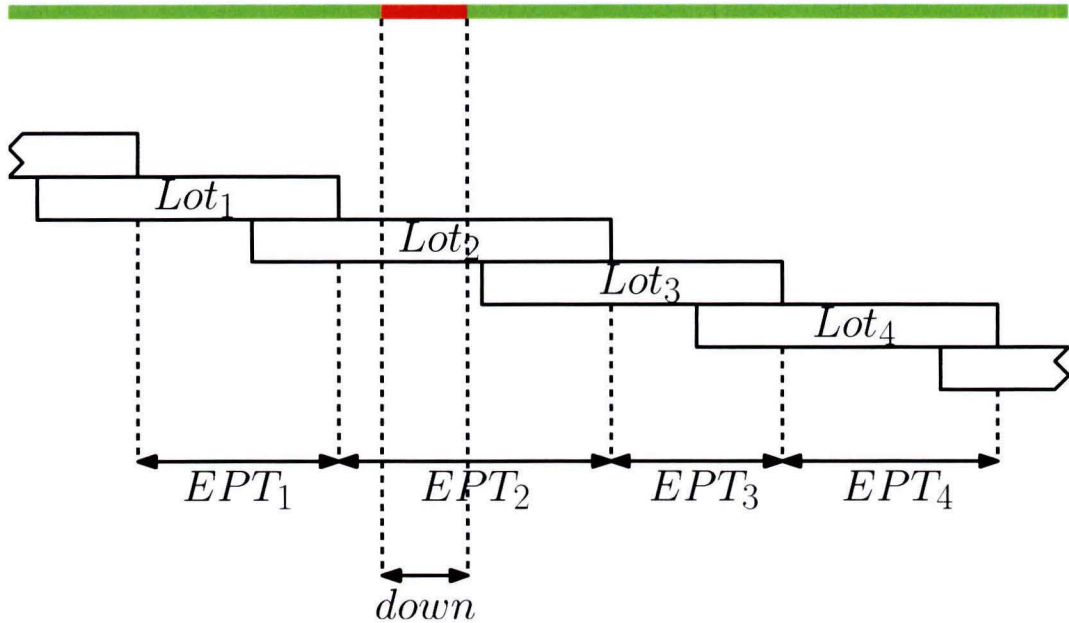 Lot₁
Lot₂
Lot₃
Lot₄
EPT₁ EPT₂ EPT₃ EPT₄
down